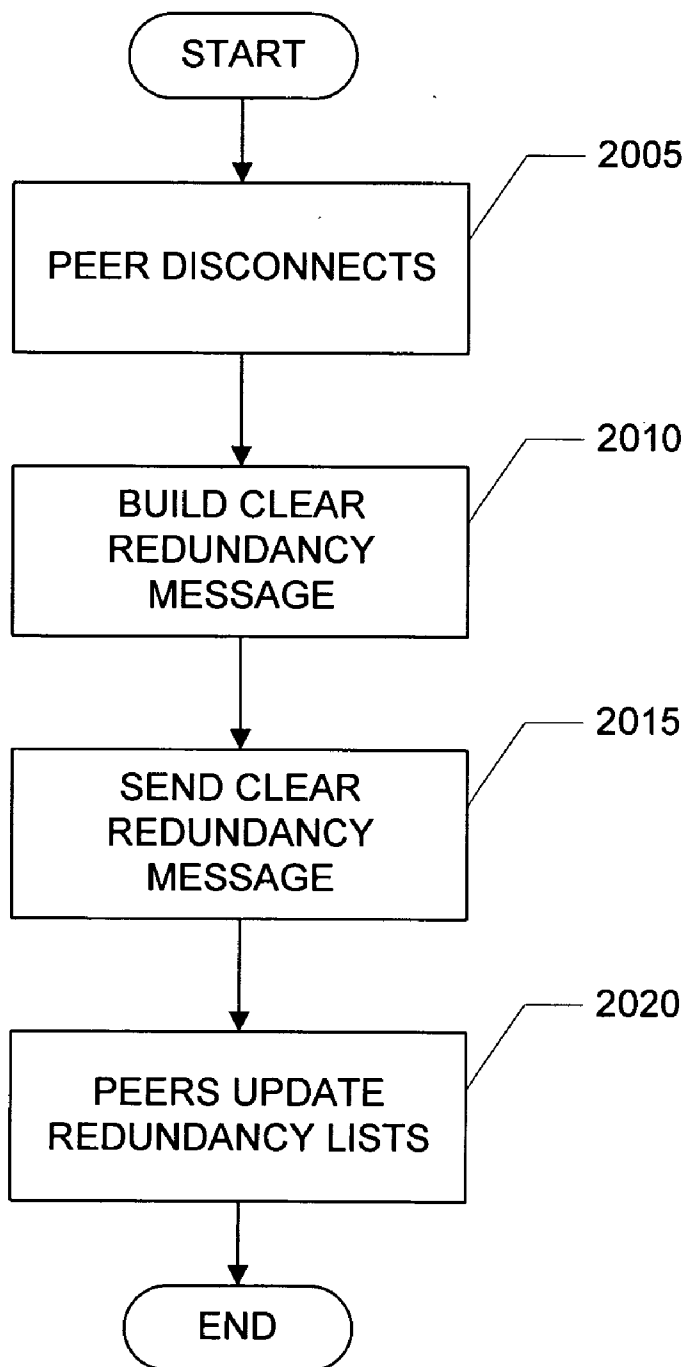 START
2005
PEER DISCONNECTS
2010
BUILD CLEAR
REDUNDANCY
MESSAGE
2015
SEND CLEAR
REDUNDANCY
MESSAGE
2020
PEERS UPDATE
REDUNDANCY LISTS
END